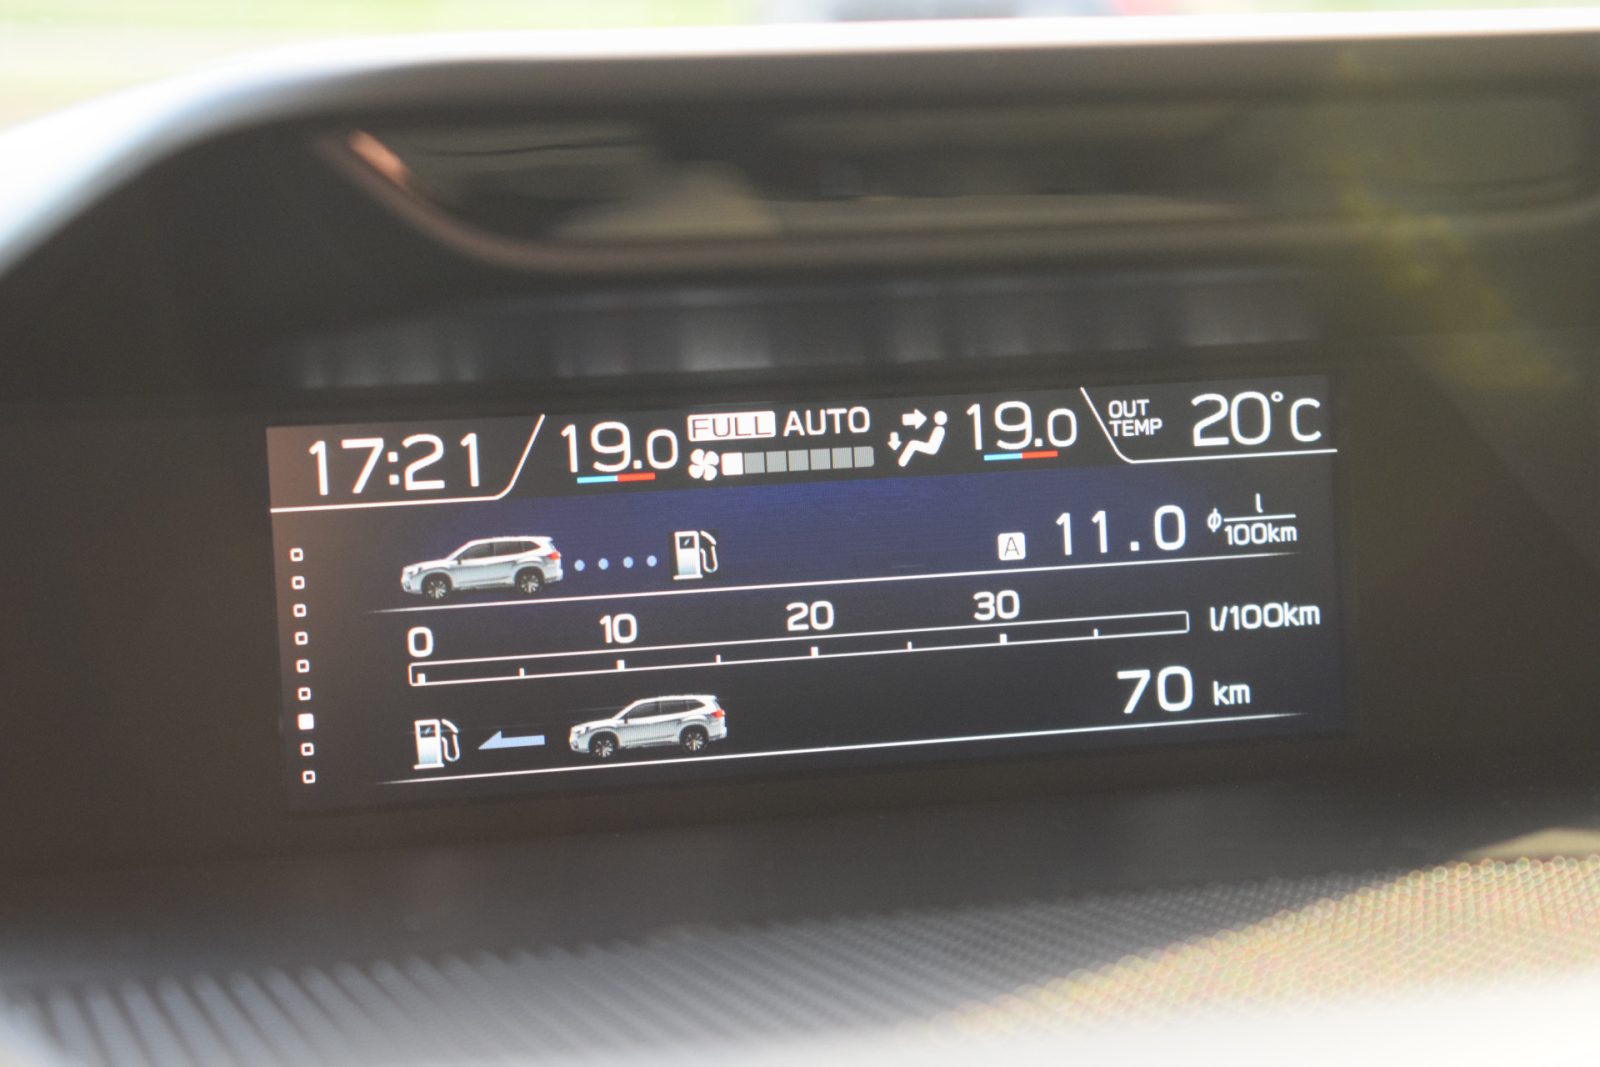 17:21 19.0 FULL AUTO 19.0 OUT TEMP 20°C
A 11.0 ϕ l/100km
0 10 20 30 l/100km
70 km